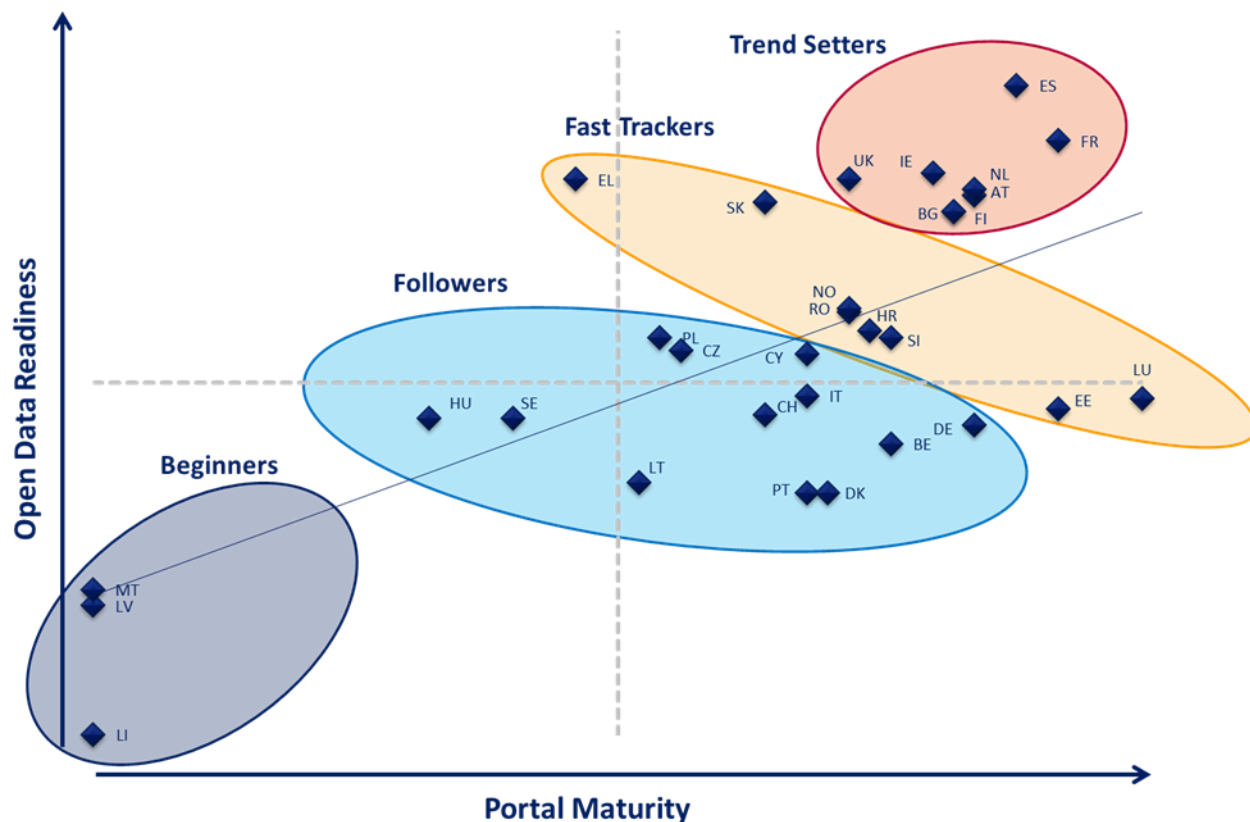 Trend Setters
ES
Fast Trackers
FR
UK
IE
EL
NL
AT
SK
BG
FI
Followers
NO
RO
HR
PL
SI
CZ
CY
LU
IT
EE
HU
SE
CH
DE
BE
Beginners
LT
PT
DK
MT
LV
LI
Open Data Readiness
Portal Maturity